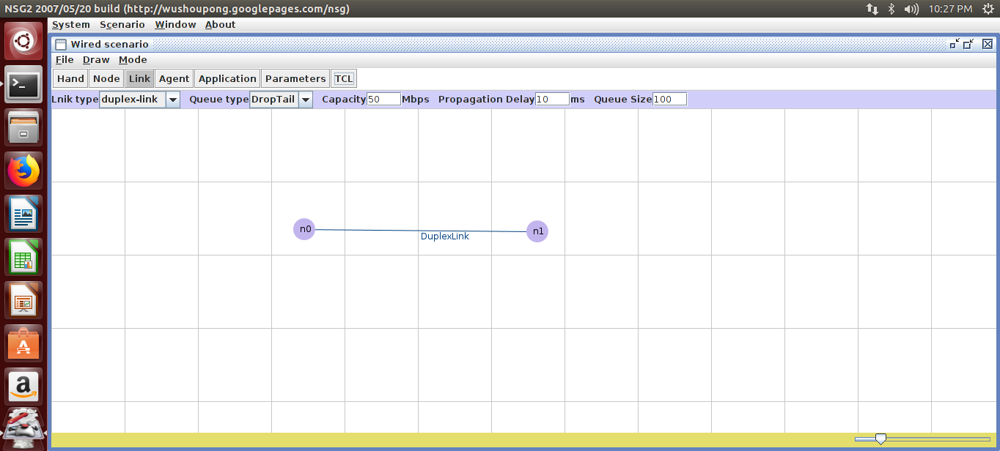 NSG2 2007/05/20 build (http://wushoupong.googlepages.com/nsg) 10:27 PM
System Scenario Window About
Wired scenario
File Draw Mode
Hand Node Link Agent Application Parameters TCL
Lnik type duplex-link Queue type DropTail Capacity 50 Mbps Propagation Delay 10 ms Queue Size 100
n0 n1
DuplexLink